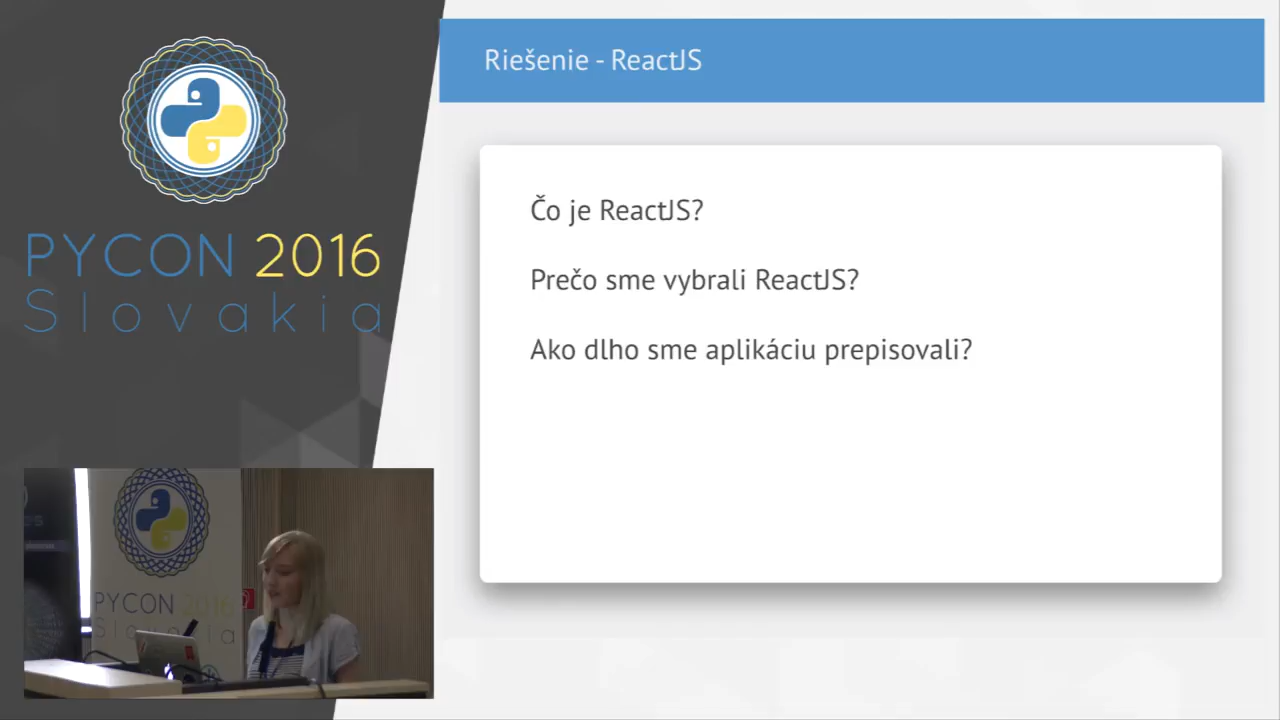 PYCON 2016
Slovakia
Riešenie - ReactJS
Čo je ReactJS?
Prečo sme vybrali ReactJS?
Ako dlho sme aplikáciu prepisovali?
PYCON 2016
Slovakia